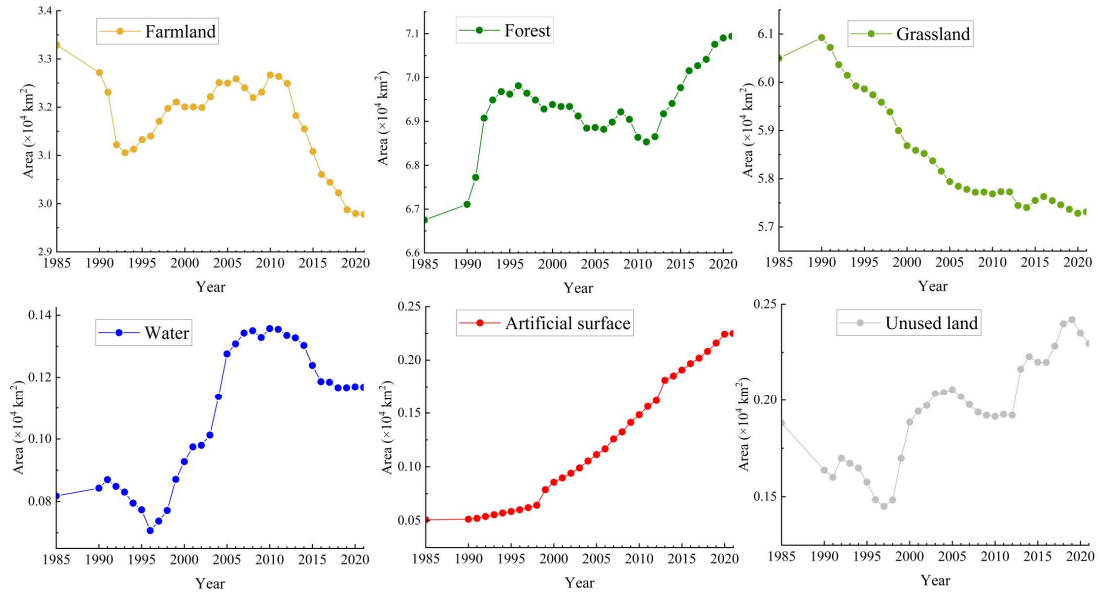 Farmland
Area (×10⁴ km²)
3.4
3.3
3.2
3.1
3.0
2.9
1985 1990 1995 2000 2005 2010 2015 2020
Year
Forest
Area (×10⁴ km²)
7.1
7.0
6.9
6.8
6.7
6.6
1985 1990 1995 2000 2005 2010 2015 2020
Year
Grassland
Area (×10⁴ km²)
6.1
6.0
5.9
5.8
5.7
1985 1990 1995 2000 2005 2010 2015 2020
Year
Water
Area (×10⁴ km²)
0.14
0.12
0.10
0.08
1985 1990 1995 2000 2005 2010 2015 2020
Year
Artificial surface
Area (×10⁴ km²)
0.25
0.20
0.15
0.10
0.05
1985 1990 1995 2000 2005 2010 2015 2020
Year
Unused land
Area (×10⁴ km²)
0.25
0.20
0.15
1985 1990 1995 2000 2005 2010 2015 2020
Year